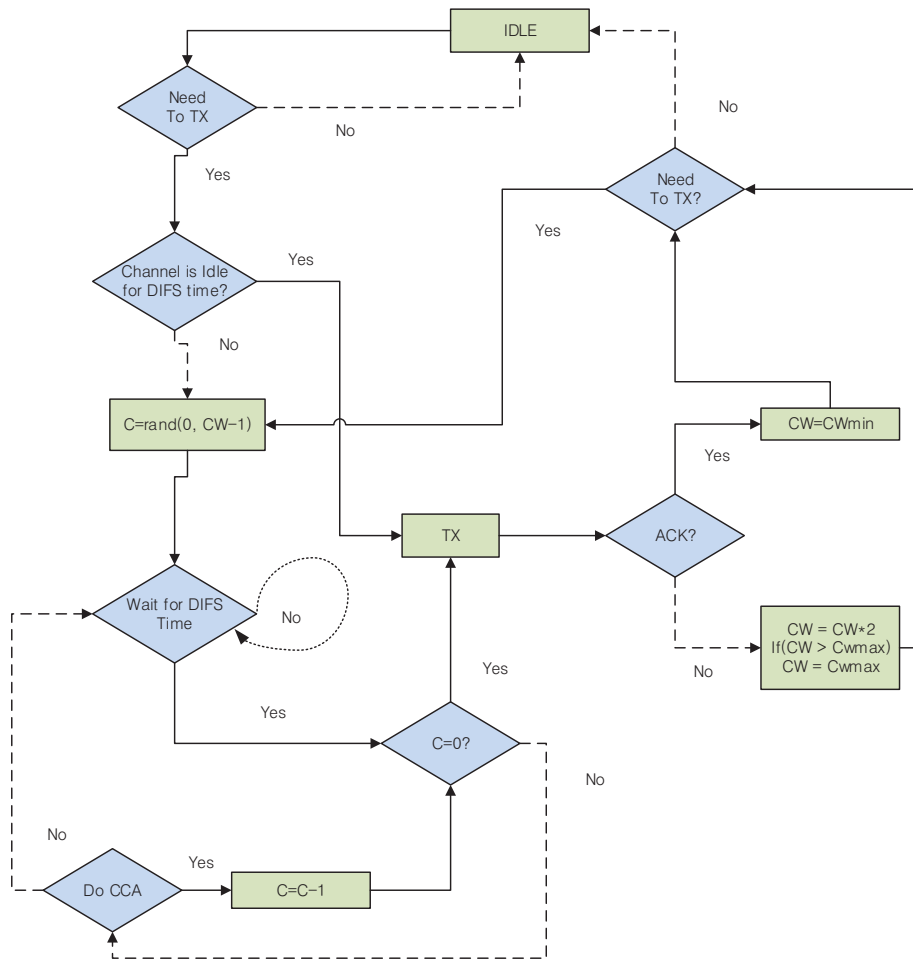 IDLE
Need
To TX
No
No
Yes
Need
To TX?
Yes
Channel is Idle
for DIFS time?
Yes
No
C=rand(0, CW-1)
CW=CWmin
Yes
TX
ACK?
Wait for DIFS
Time
No
CW = CW*2
If(CW > Cwmax)
CW = Cwmax
No
Yes
Yes
C=0?
No
No
Do CCA
Yes
C=C-1